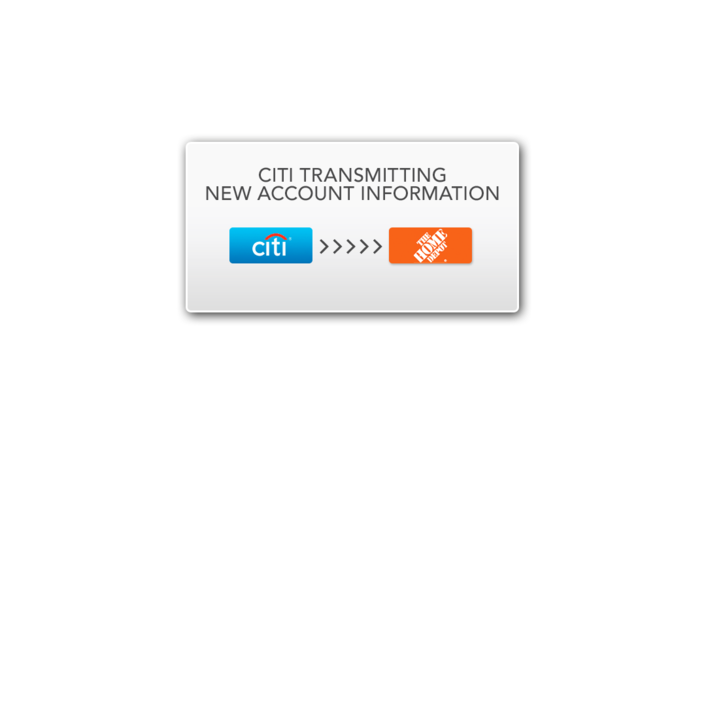 CITI TRANSMITTING
NEW ACCOUNT INFORMATION
citi
THE
HOME
DEPOT